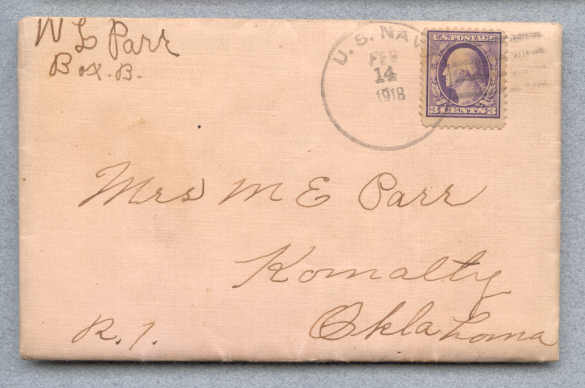 W L Parr
Box. B.
U. S. NAV
FEB
14
1918
U.S. POSTAGE
3 CENTS 3
Mrs M E Parr
Komalty
Oklahoma
R. 1.